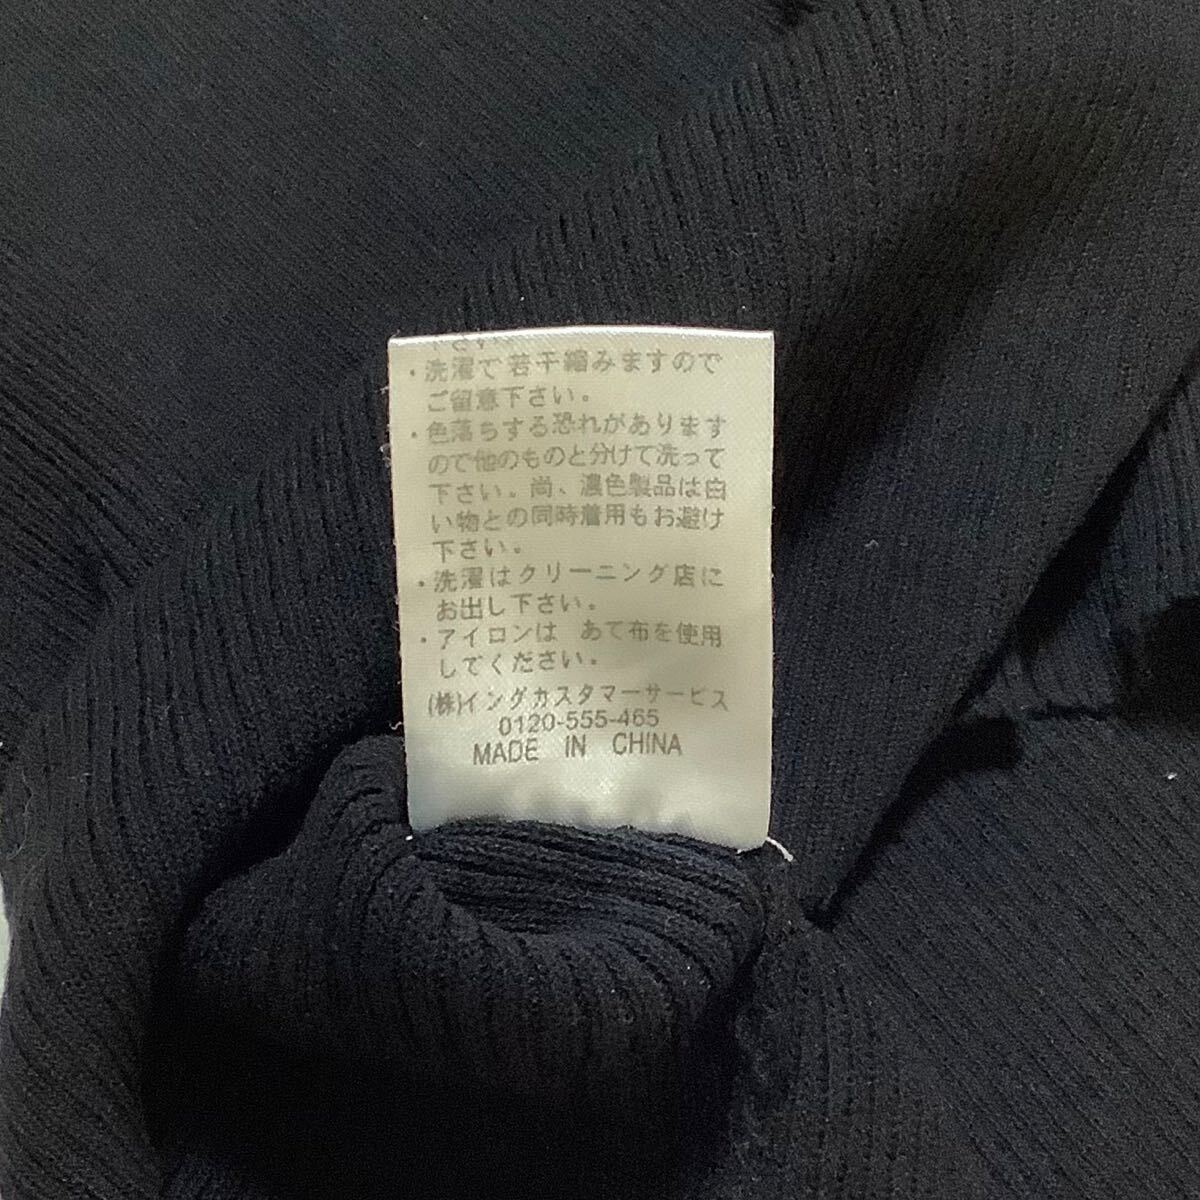 ・洗濯で若干縮みますので
ご留意下さい。
・色落ちする恐れがあります
ので他のものと分けて洗って
下さい。尚、濃色製品は白
い物との同時着用もお避け
下さい。
・洗濯はクリーニング店に
お出し下さい。
・アイロンは　あて布を使用
してください。
(株)イングカスタマーサービス
0120-555-465
MADE IN CHINA